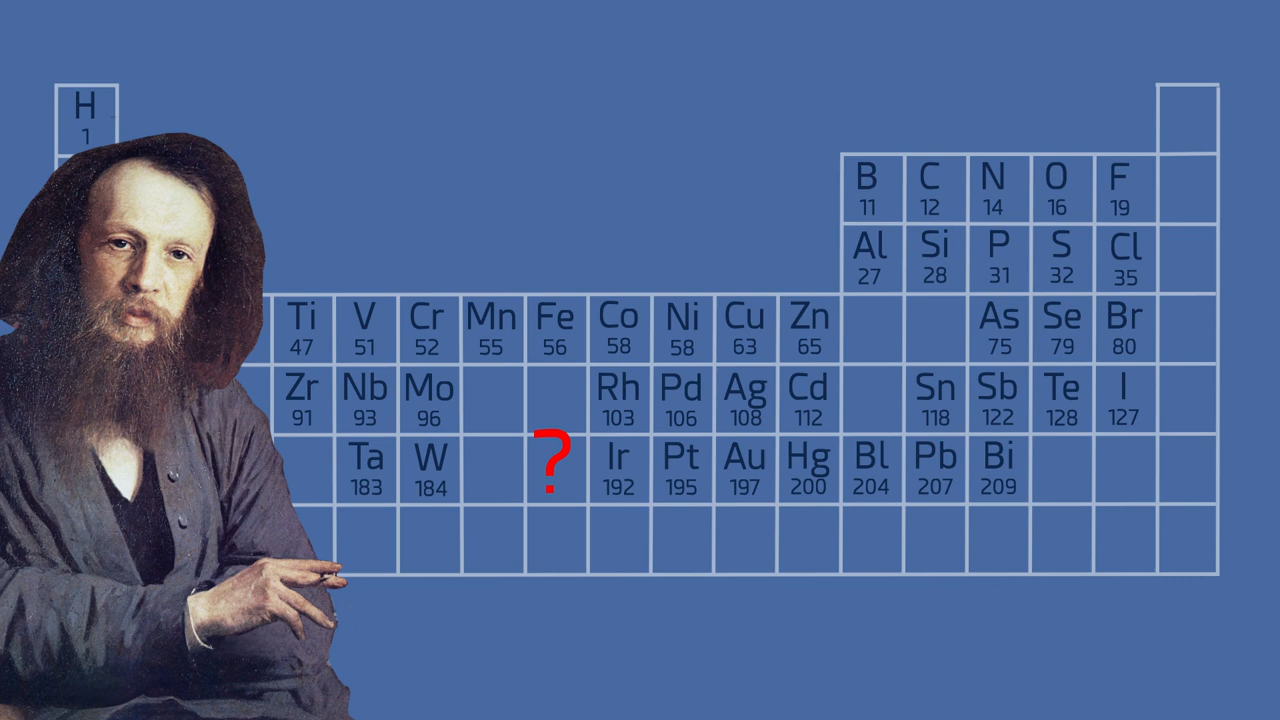 H
1
B C N O F
11 12 14 16 19
Al Si P S Cl
27 28 31 32 35
Ti V Cr Mn Fe Co Ni Cu Zn As Se Br
47 51 52 55 56 58 58 63 65 75 79 80
Zr Nb Mo Rh Pd Ag Cd Sn Sb Te I
91 93 96 103 106 108 112 118 122 128 127
Ta W ? Ir Pt Au Hg Bl Pb Bi
183 184 192 195 197 200 204 207 209